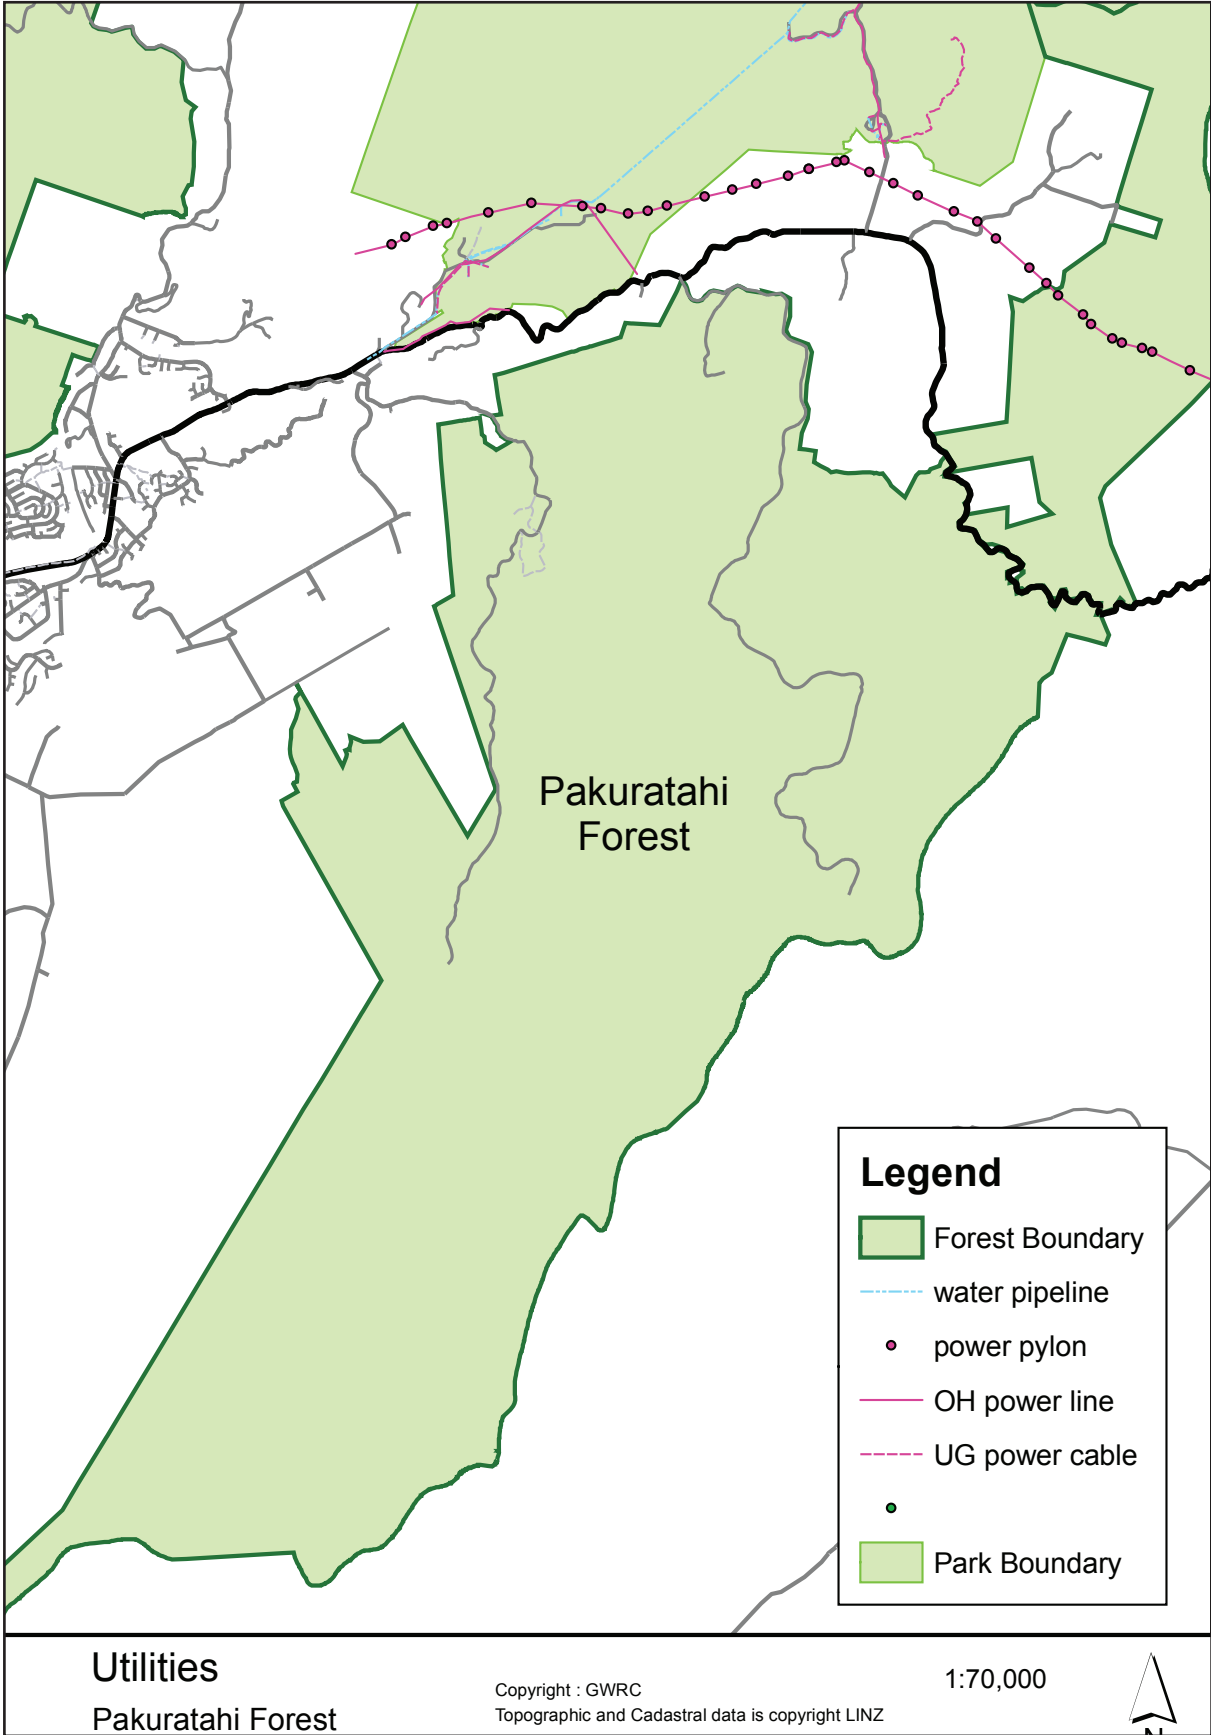 Pakuratahi
Forest
Legend
Forest Boundary
water pipeline
power pylon
OH power line
UG power cable
Park Boundary
Utilities
Pakuratahi Forest
Copyright : GWRC
Topographic and Cadastral data is copyright LINZ
1:70,000
N